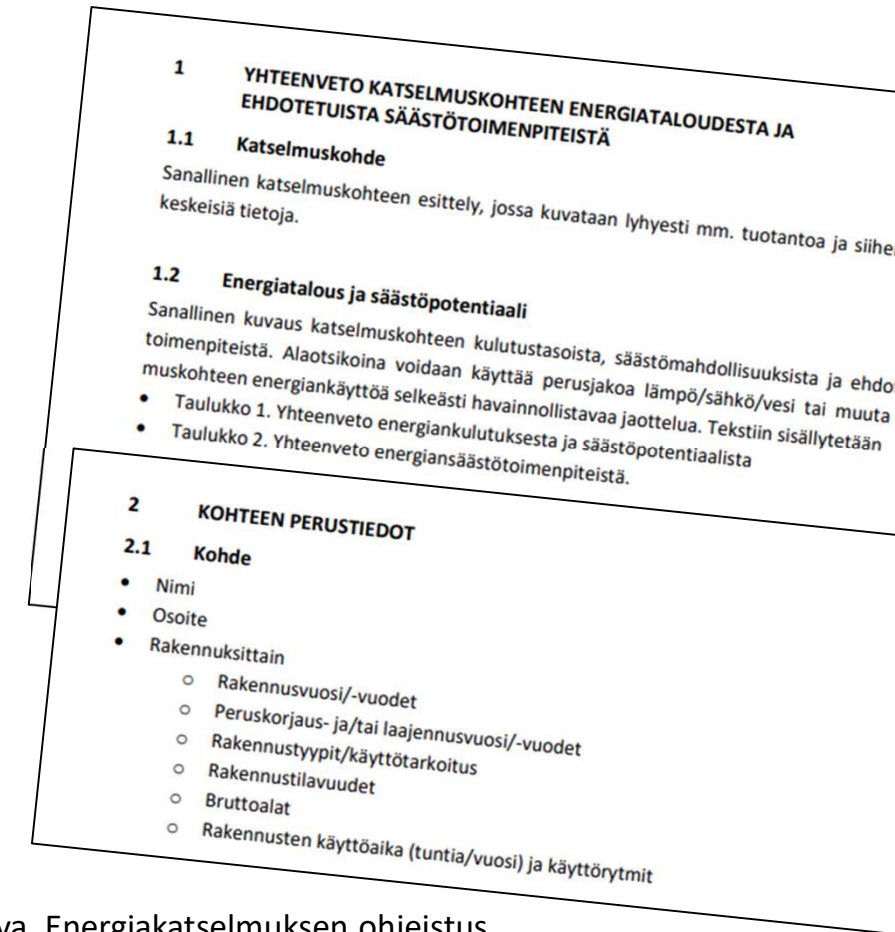 1 YHTEENVETO KATSELMUSKOHTEEN ENERGIATALOUDESTA JA
EHDOTETUISTA SÄÄSTÖTOIMENPITEISTÄ
1.1 Katselmuskohde
Sanallinen katselmuskohteen esittely, jossa kuvataan lyhyesti mm. tuotantoa ja
keskeisiä tietoja.
1.2 Energiatalous ja säästöpotentiaali
Sanallinen kuvaus katselmuskohteen kulutustasoista, säästömahdollisuuksista ja
toimenpiteistä. Alaotsikoina voidaan käyttää perusjakoa lämpö/sähkö/vesi tai muuta
muskohteen energiankäyttöä selkeästi havainnollistavaa jaottelua. Tekstiin sisällytetään
• Taulukko 1. Yhteenveto energiankulutuksesta ja säästöpotentiaalista
• Taulukko 2. Yhteenveto energiansäästötoimenpiteistä.
2 KOHTEEN PERUSTIEDOT
2.1 Kohde
• Nimi
• Osoite
• Rakennuksittain
o Rakennusvuosi/-vuodet
o Peruskorjaus- ja/tai laajennusvuosi/-vuodet
o Rakennustyypit/käyttötarkoitus
o Rakennustilavuudet
o Bruttoalat
o Rakennusten käyttöaika (tuntia/vuosi) ja käyttörytmit
Energiakatselmuksen ohjeistus